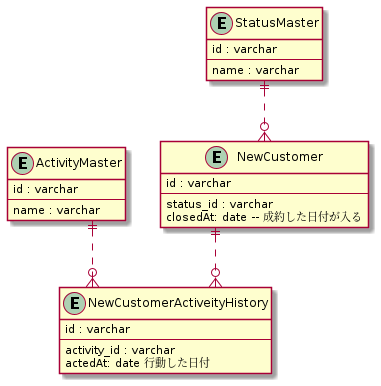 E StatusMaster
id : varchar
name : varchar
E NewCustomer
id : varchar
status_id : varchar
closedAt: date -- 成約した日付が入る
E ActivityMaster
id : varchar
name : varchar
E NewCustomerActiveityHistory
id : varchar
activity_id : varchar
actedAt: date 行動した日付